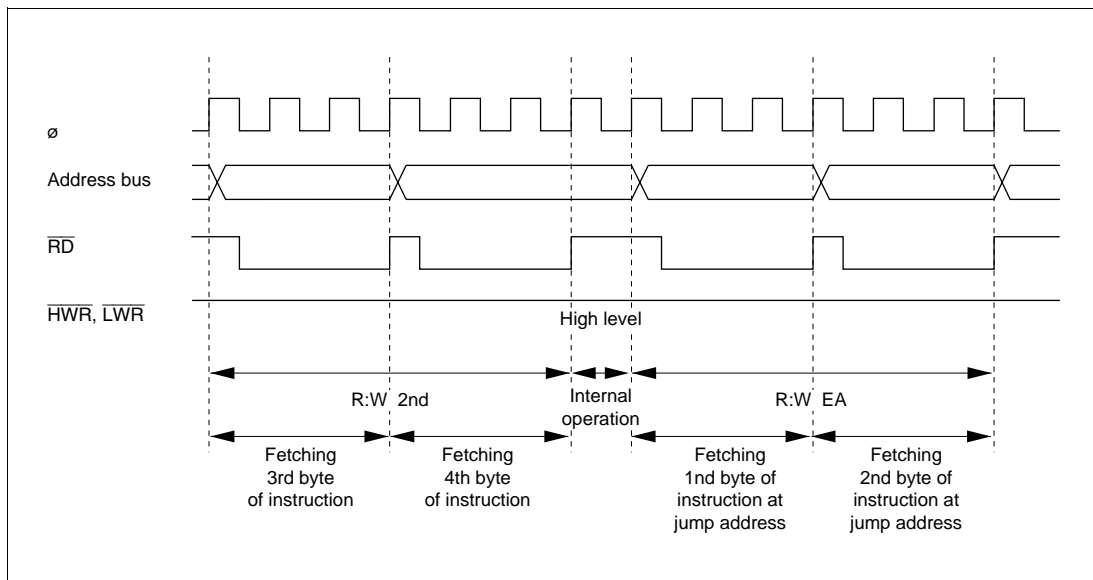 ø
Address bus
RD
HWR, LWR
High level
R:W 2nd
Internal
operation
R:W EA
Fetching
3rd byte
of instruction
Fetching
4th byte
of instruction
Fetching
1nd byte of
instruction at
jump address
Fetching
2nd byte of
instruction at
jump address